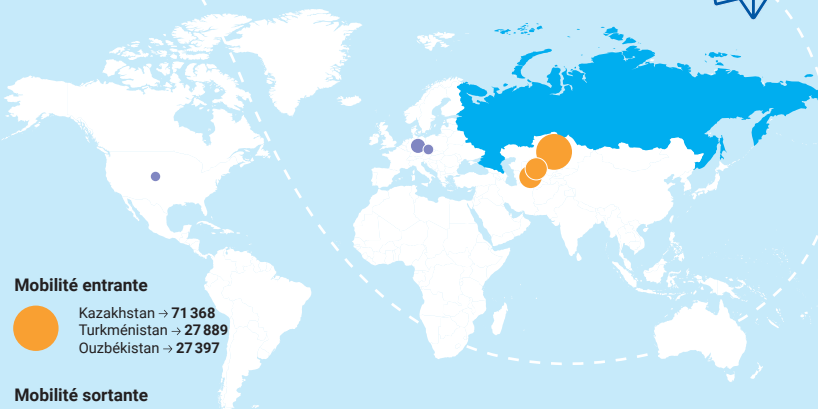 Mobilité entrante
Kazakhstan → 71 368
Turkménistan → 27 889
Ouzbékistan → 27 397
Mobilité sortante